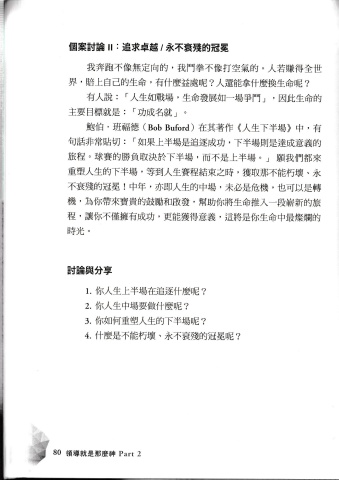 個案討論 II：追求卓越 / 永不衰殘的冠冕
我奔跑不像無定向的，我鬥拳不像打空氣的。人若賺得全世
界，賠上自己的生命，有什麼益處呢？人還能拿什麼換生命呢？
有人說：「人生如戰場，生命發展如一場爭鬥」，因此生命的
主要目標就是：「功成名就」。
鮑伯．班福德（Bob Buford）在其著作《人生下半場》中，有
句話非常貼切：「如果上半場是追逐成功，下半場則是達成意義的
旅程。球賽的勝負取決於下半場，而不是上半場。」願我們都來
重塑人生的下半場，等到人生賽程結束之時，獲取那不能朽壞、永
不衰殘的冠冕！中年，亦即人生的中場，未必是危機，也可以是轉
機，為你帶來寶貴的鼓勵和啟發，幫助你將生命推入一段嶄新的旅
程，讓你不僅擁有成功，更能獲得意義，這將是你生命中最燦爛的
時光。
討論與分享
1. 你人生上半場在追逐什麼呢？
2. 你人生中場要做什麼呢？
3. 你如何重塑人生的下半場呢？
4. 什麼是不能朽壞、永不衰殘的冠冕呢？
80 領導就是那麼神 Part 2